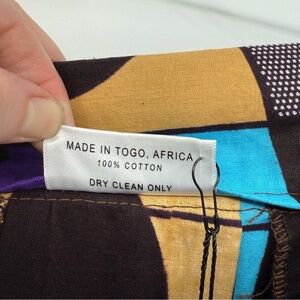 MADE IN TOGO, AFRICA
100% COTTON
DRY CLEAN ONLY